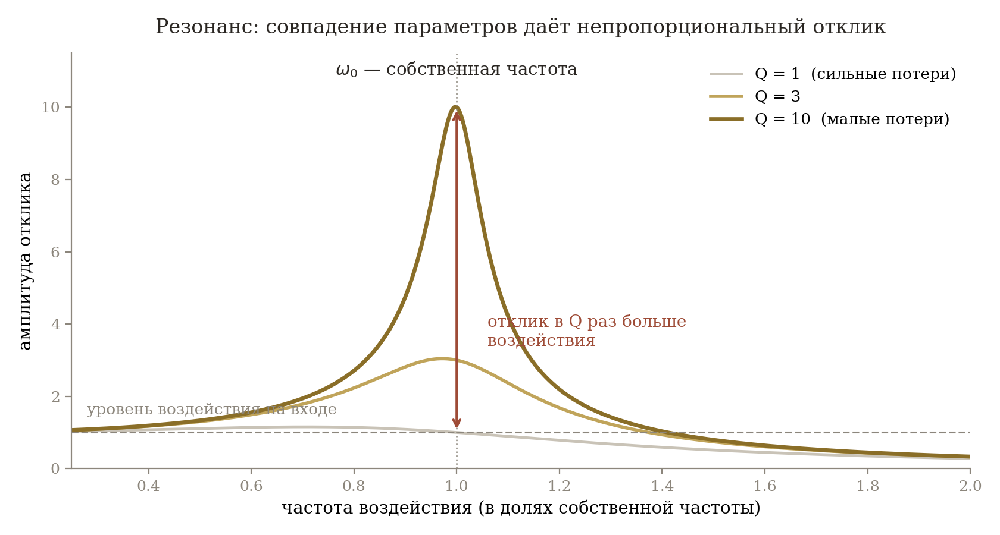 Резонанс: совпадение параметров даёт непропорциональный отклик
ω₀ — собственная частота
Q = 1 (сильные потери)
Q = 3
Q = 10 (малые потери)
амплитуда отклика
10
8
6
4
2
0
отклик в Q раз больше
воздействия
уровень воздействия на входе
0.4 0.6 0.8 1.0 1.2 1.4 1.6 1.8 2.0
частота воздействия (в долях собственной частоты)